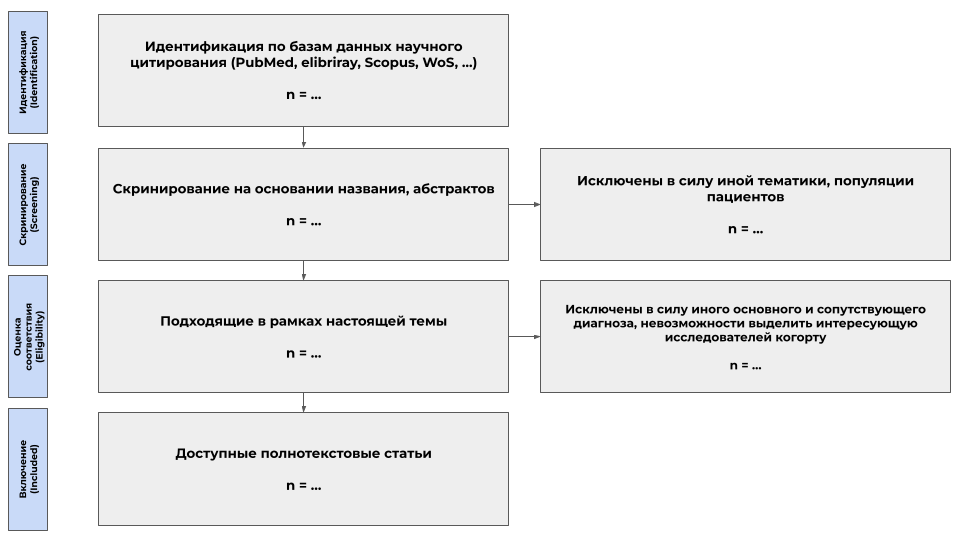 Идентификация
(Identification)
Идентификация по базам данных научного
цитирования (PubMed, elibriray, Scopus, WoS, ...)
n = ...
Скринирование
(Screening)
Скринирование на основании названия, абстрактов
n = ...
Исключены в силу иной тематики, популяции
пациентов
n = ...
Оценка
соответствия
(Eligibility)
Подходящие в рамках настоящей темы
n = ...
Исключены в силу иного основного и сопутствующего
диагноза, невозможности выделить интересующую
исследователей когорту
n = ...
Включение
(Included)
Доступные полнотекстовые статьи
n = ...